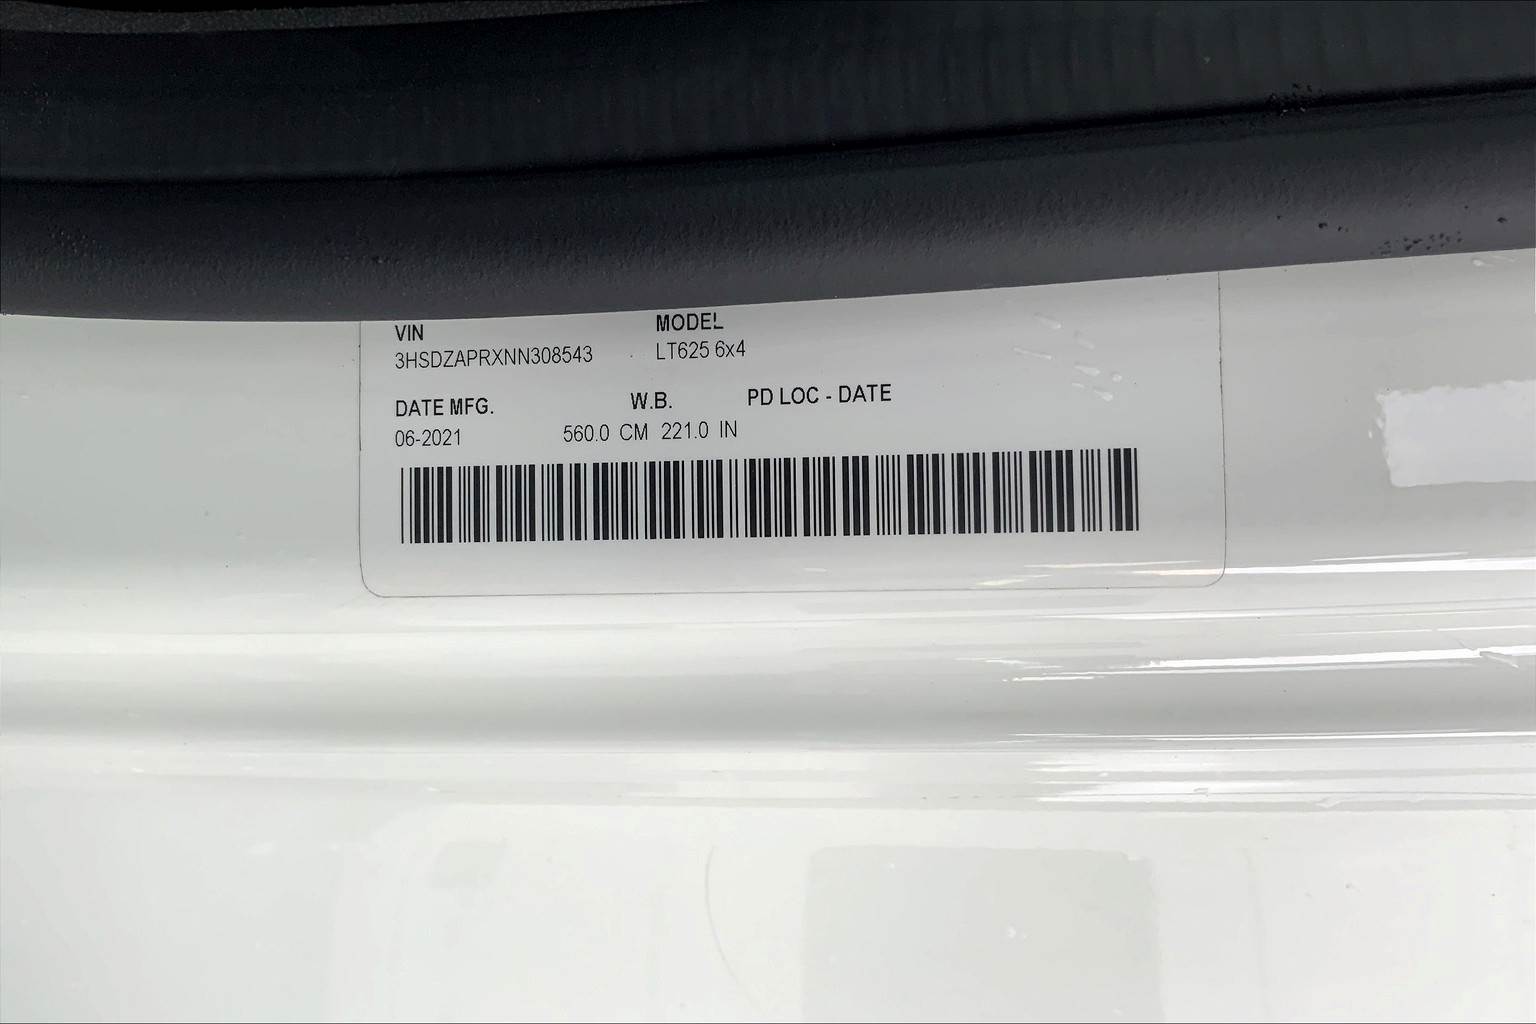 VIN MODEL
3HSDZAPRXNN308543 LT625 6x4
DATE MFG. W.B. PD LOC - DATE
06-2021 560.0 CM 221.0 IN